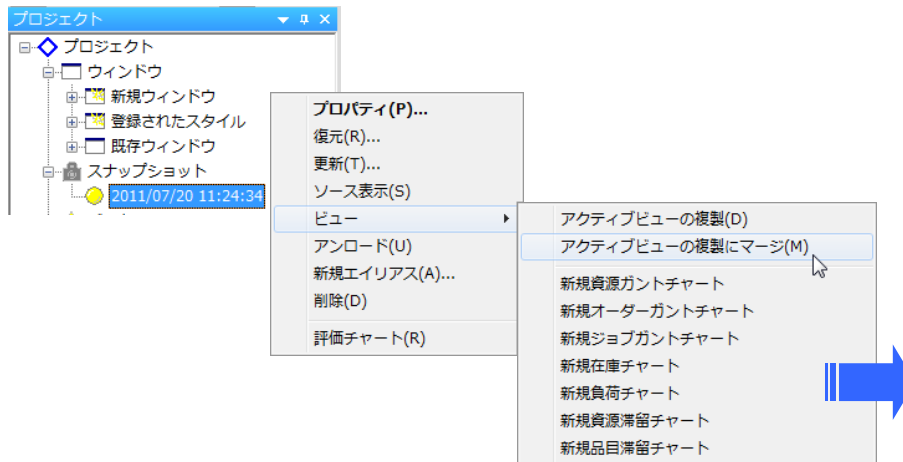 プロジェクト
プロジェクト
ウィンドウ
新規ウィンドウ
登録されたスタイル
既存ウィンドウ
スナップショット
2011/07/20 11:24:34
プロパティ(P)...
復元(R)...
更新(T)...
ソース表示(S)
ビュー
アンロード(U)
新規エイリアス(A)...
削除(D)
評価チャート(R)
アクティブビューの複製(D)
アクティブビューの複製にマージ(M)
新規資源ガントチャート
新規オーダーガントチャート
新規ジョブガントチャート
新規在庫チャート
新規負荷チャート
新規資源滞留チャート
新規品目滞留チャート